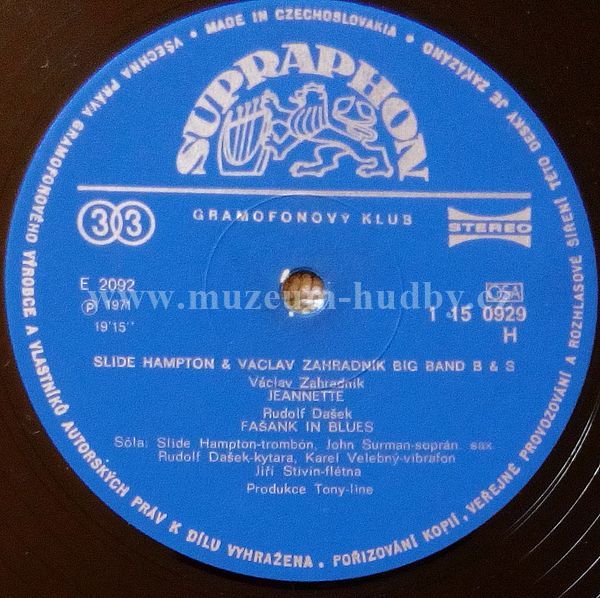 VŠECHNA PRÁVA GRAMOFONOVÉHO VÝROBCE A VLASTNÍKŮ AUTORSKÝCH PRÁV K DÍLU VYHRAŽENA • POŘIZOVÁNÍ KOPIÍ, VEŘEJNÉ PROVOZOVÁNÍ A ROZHLASOVÉ ŠÍŘENÍ TÉTO DESKY JE ZAKÁZÁNO • MADE IN CZECHOSLOVAKIA •
SUPRAPHON
33
GRAMOFONOVÝ KLUB
STEREO
E 2092
OSA
Ⓟ 1971
1 15 0929
19'15''
H
www.muzeum-hudby.cz
SLIDE HAMPTON & VACLAV ZAHRADNÍK BIG BAND B & S
Václav Zahradník
JEANNETTE
Rudolf Dašek
FAŠANK IN BLUES
Sóla: Slide Hampton-trombón, John Surman-soprán. sax.
Rudolf Dašek-kytara, Karel Velebný-vibrafon
Jiří Stivín-flétna
Produkce Tony-line